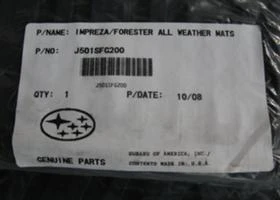 P/NAME: IMPREZA/FORESTER ALL WEATHER MATS
P/NO: J501SFG200
J501SFG200
QTY: 1 P/DATE: 10/08
GENUINE PARTS
SUBARU OF AMERICA, INC./
CONTENTS MADE IN: U.S.A.